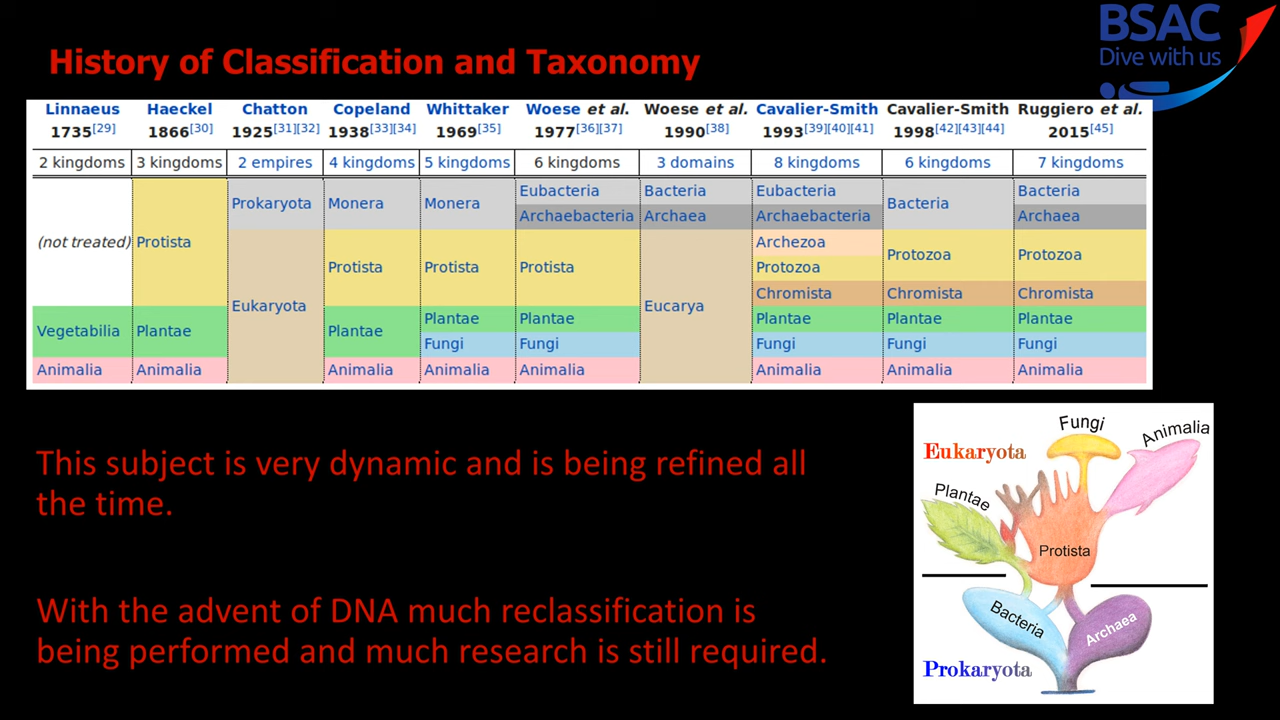 BSAC
Dive with us
History of Classification and Taxonomy
Linnaeus Haeckel Chatton Copeland Whittaker Woese et al. Woese et al. Cavalier-Smith Cavalier-Smith Ruggiero et al.
1735[29] 1866[30] 1925[31][32] 1938[33][34] 1969[35] 1977[36][37] 1990[38] 1993[39][40][41] 1998[42][43][44] 2015[45]
2 kingdoms 3 kingdoms 2 empires 4 kingdoms 5 kingdoms 6 kingdoms 3 domains 8 kingdoms 6 kingdoms 7 kingdoms
Eubacteria Bacteria Eubacteria Bacteria
Prokaryota Monera Monera Bacteria
Archaebacteria Archaea Archaebacteria Archaea
(not treated) Protista Archezoa
Protozoa Protozoa
Protista Protista Protista Protozoa
Chromista Chromista Chromista
Eukaryota Eucarya
Plantae Plantae Plantae Plantae Plantae
Vegetabilia Plantae Plantae
Fungi Fungi Fungi Fungi Fungi
Animalia Animalia Animalia Animalia Animalia Animalia Animalia Animalia
This subject is very dynamic and is being refined all
the time.
With the advent of DNA much reclassification is
being performed and much research is still required.
Fungi
Animalia
Eukaryota
Plantae
Protista
Bacteria
Archaea
Prokaryota